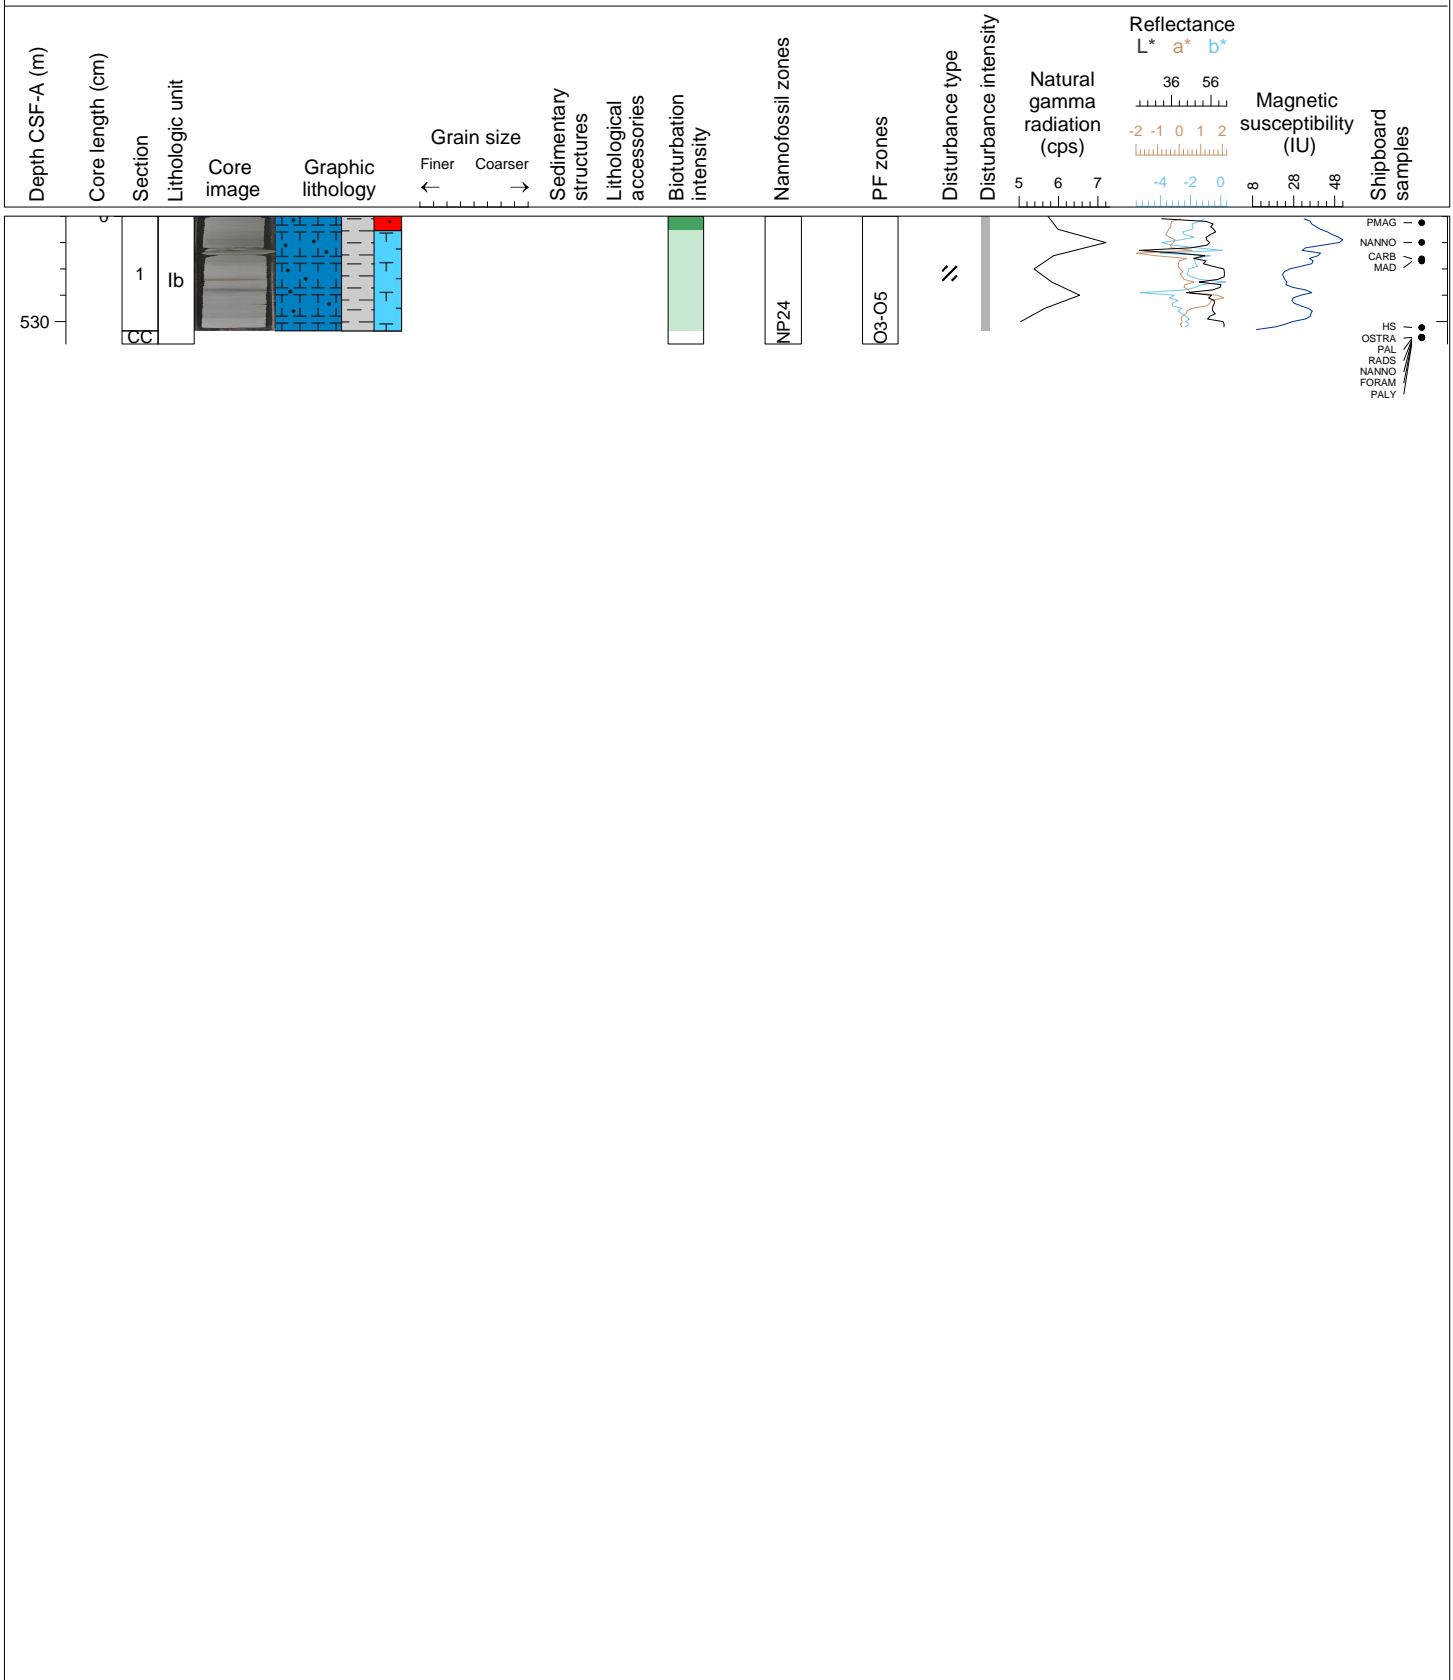 Depth CSF-A (m)
Core length (cm)
Section
Lithologic unit
Core
image
Graphic
lithology
Grain size
Finer Coarser
← →
Sedimentary
structures
Lithological
accessories
Bioturbation
intensity
Nannofossil zones
PF zones
Disturbance type
Disturbance intensity
Natural
gamma
radiation
(cps)
5 6 7
Reflectance
L* a* b*
36 56
-2 -1 0 1 2
-4 -2 0
Magnetic
susceptibility
(IU)
8 28 48
Shipboard
samples
0
530
1
CC
Ib
NP24
O3-O5
PMAG
NANNO
CARB
MAD
HS
OSTRA
PAL
RADS
NANNO
FORAM
PALY